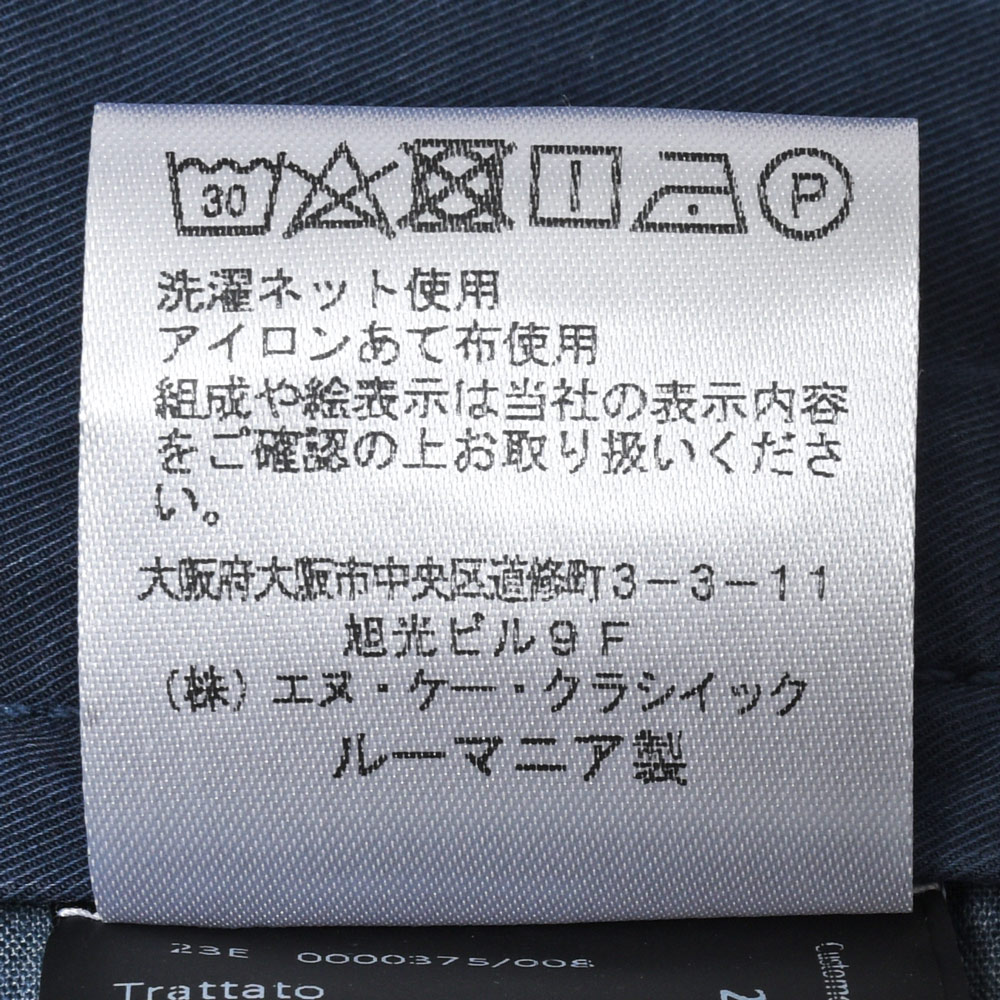 30 P
洗濯ネット使用
アイロンあて布使用
組成や絵表示は当社の表示内容
をご確認の上お取り扱いくださ
い。
大阪府大阪市中央区道修町3-3-11
旭光ビル9F
(株)エヌ・ケー・クラシイック
ルーマニア製
23E 0000375/008
Trattato